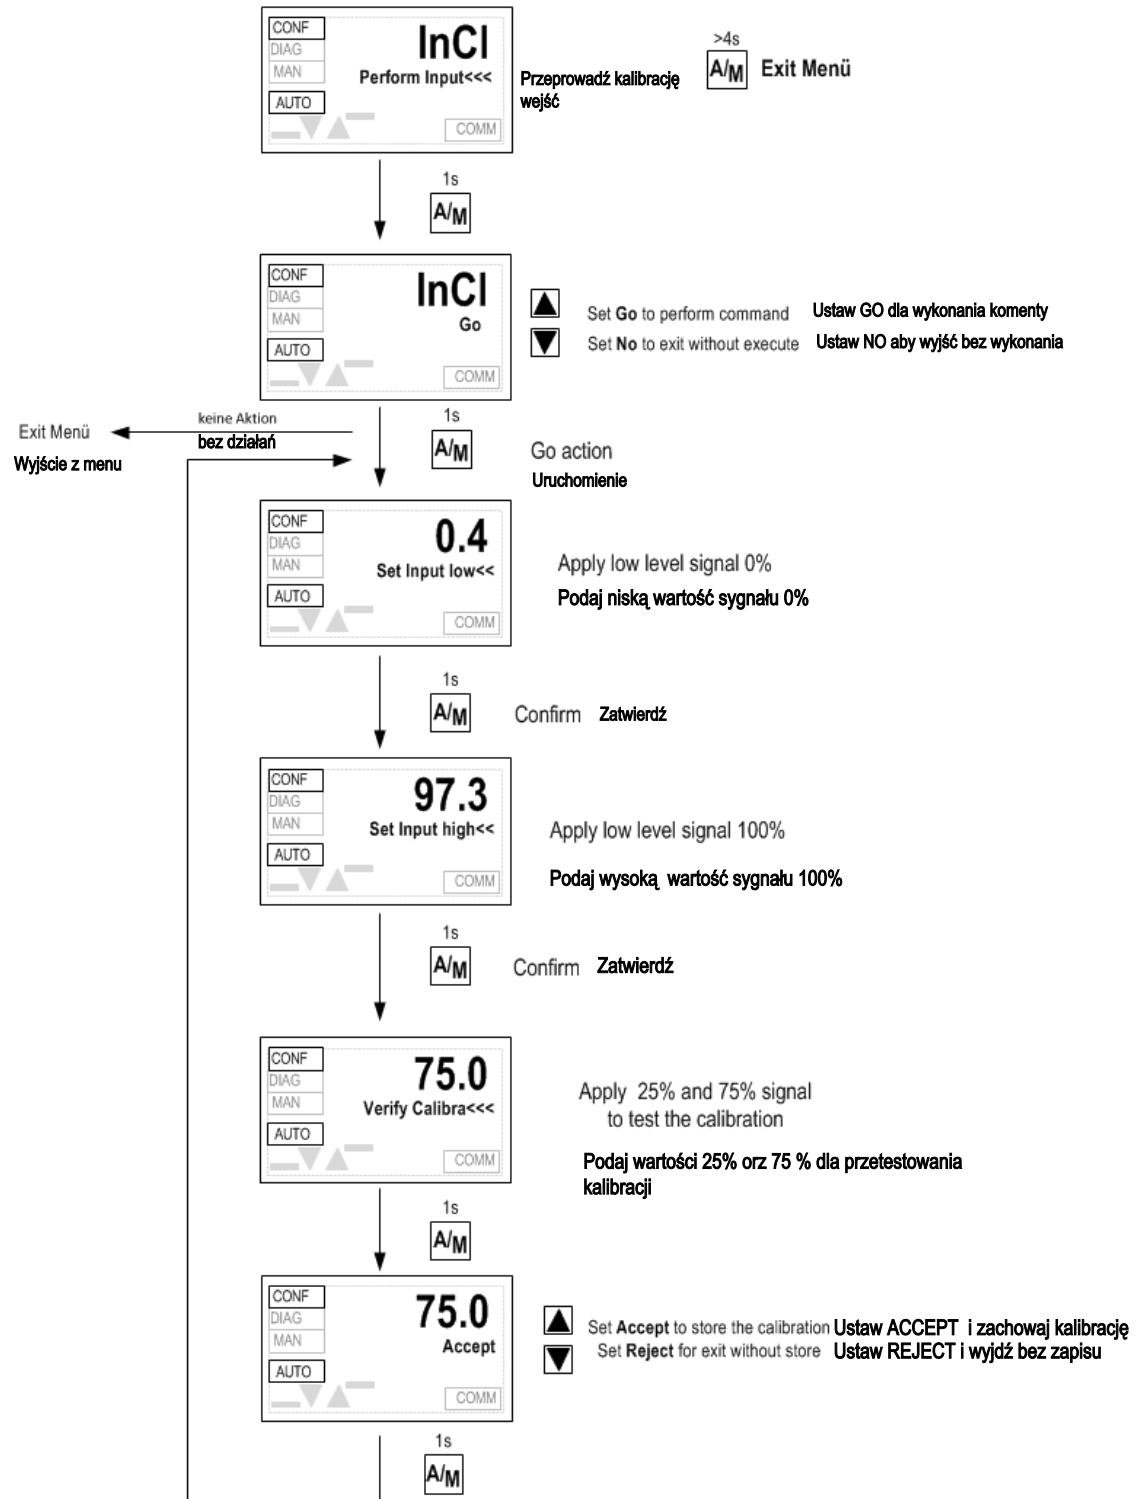 CONF
DIAG
MAN
AUTO
InCl
Perform Input<<<
COMM
Przeprowadź kalibrację
wejść
>4s
A/M Exit Menü
1s
A/M
CONF
DIAG
MAN
AUTO
InCl
Go
COMM
Set Go to perform command Ustaw GO dla wykonania komenty
Set No to exit without execute Ustaw NO aby wyjść bez wykonania
Exit Menü
Wyjście z menu
keine Aktion
bez działań
1s
A/M
Go action
Uruchomienie
CONF
DIAG
MAN
AUTO
0.4
Set Input low<<
COMM
Apply low level signal 0%
Podaj niską wartość sygnału 0%
1s
A/M
Confirm Zatwierdź
CONF
DIAG
MAN
AUTO
97.3
Set Input high<<
COMM
Apply low level signal 100%
Podaj wysoką wartość sygnału 100%
1s
A/M
Confirm Zatwierdź
CONF
DIAG
MAN
AUTO
75.0
Verify Calibra<<<
COMM
Apply 25% and 75% signal
to test the calibration
Podaj wartości 25% orz 75 % dla przetestowania
kalibracji
1s
A/M
CONF
DIAG
MAN
AUTO
75.0
Accept
COMM
Set Accept to store the calibration Ustaw ACCEPT i zachowaj kalibrację
Set Reject for exit without store Ustaw REJECT i wyjdź bez zapisu
1s
A/M